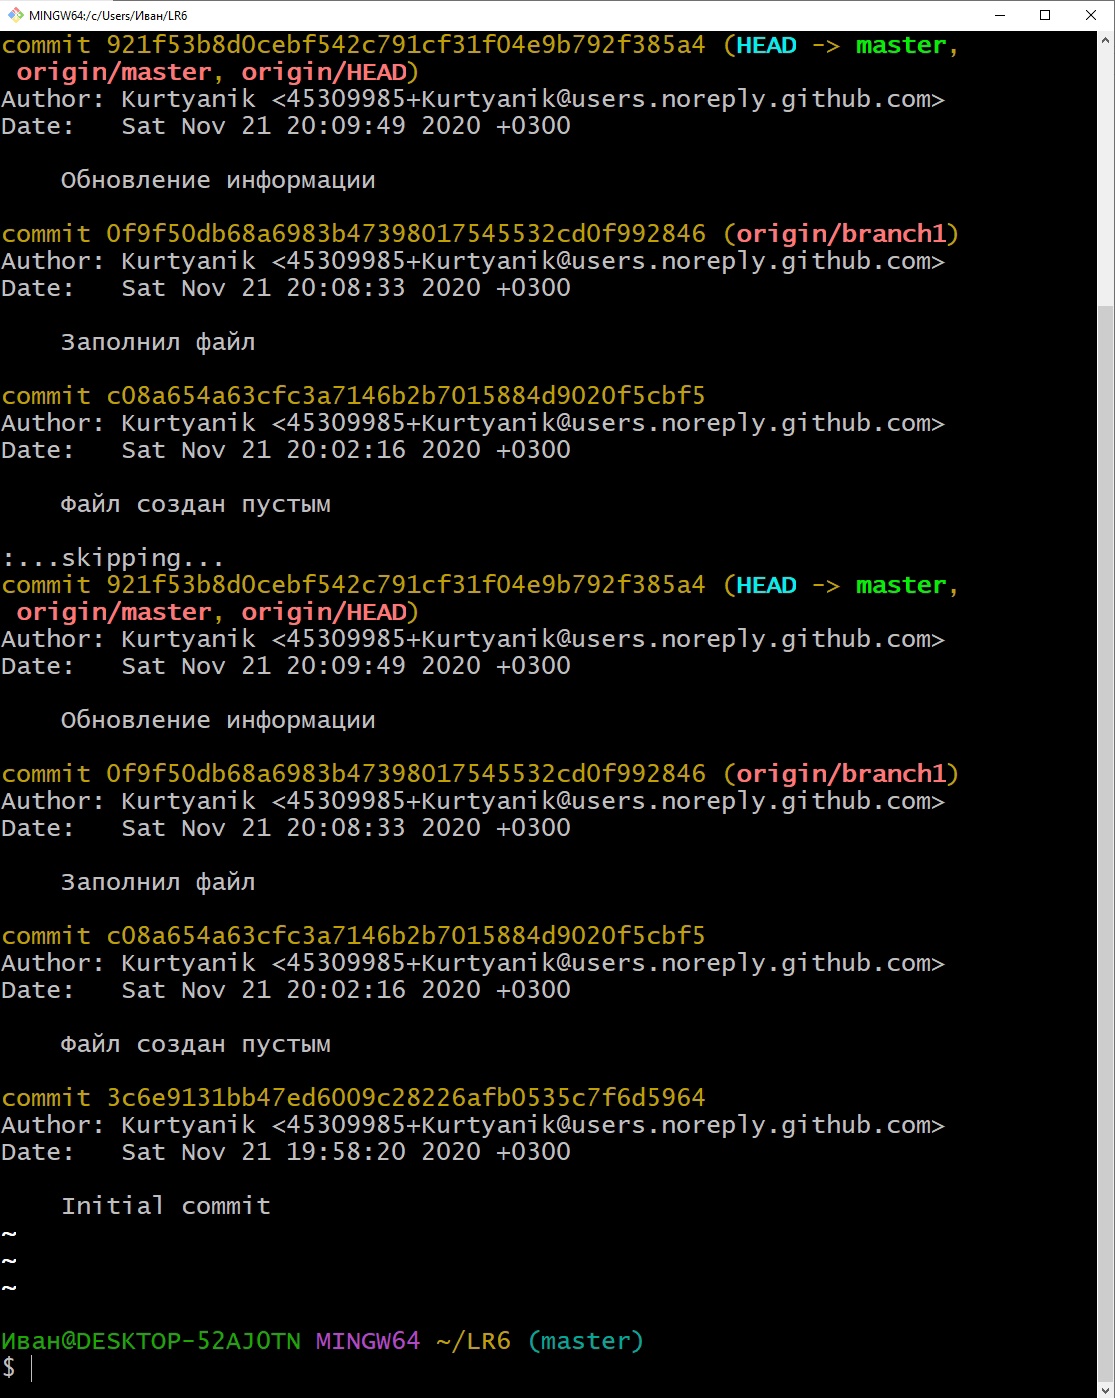 MINGW64:/c/Users/Иван/LR6
commit 921f53b8d0cebf542c791cf31f04e9b792f385a4 (HEAD -> master,
 origin/master, origin/HEAD)
Author: Kurtyanik <45309985+Kurtyanik@users.noreply.github.com>
Date:   Sat Nov 21 20:09:49 2020 +0300
    Обновление информации
commit 0f9f50db68a6983b47398017545532cd0f992846 (origin/branch1)
Author: Kurtyanik <45309985+Kurtyanik@users.noreply.github.com>
Date:   Sat Nov 21 20:08:33 2020 +0300
    Заполнил файл
commit c08a654a63cfc3a7146b2b7015884d9020f5cbf5
Author: Kurtyanik <45309985+Kurtyanik@users.noreply.github.com>
Date:   Sat Nov 21 20:02:16 2020 +0300
    Файл создан пустым
:...skipping...
commit 921f53b8d0cebf542c791cf31f04e9b792f385a4 (HEAD -> master,
 origin/master, origin/HEAD)
Author: Kurtyanik <45309985+Kurtyanik@users.noreply.github.com>
Date:   Sat Nov 21 20:09:49 2020 +0300
    Обновление информации
commit 0f9f50db68a6983b47398017545532cd0f992846 (origin/branch1)
Author: Kurtyanik <45309985+Kurtyanik@users.noreply.github.com>
Date:   Sat Nov 21 20:08:33 2020 +0300
    Заполнил файл
commit c08a654a63cfc3a7146b2b7015884d9020f5cbf5
Author: Kurtyanik <45309985+Kurtyanik@users.noreply.github.com>
Date:   Sat Nov 21 20:02:16 2020 +0300
    Файл создан пустым
commit 3c6e9131bb47ed6009c28226afb0535c7f6d5964
Author: Kurtyanik <45309985+Kurtyanik@users.noreply.github.com>
Date:   Sat Nov 21 19:58:20 2020 +0300
    Initial commit
~
~
~
Иван@DESKTOP-52AJ0TN MINGW64 ~/LR6 (master)
$